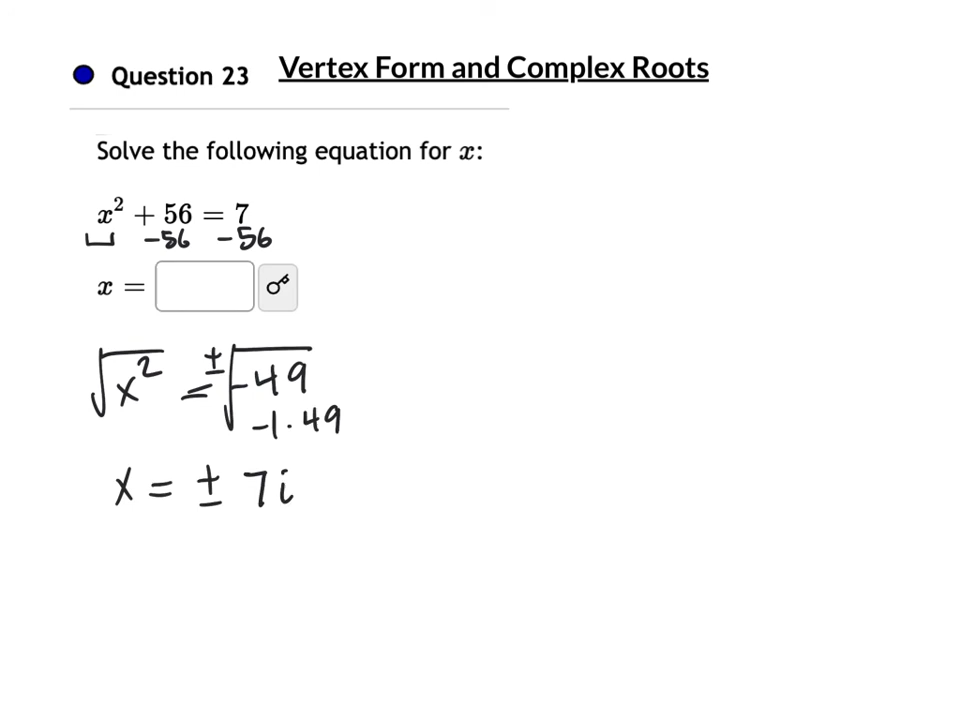 Question 23 Vertex Form and Complex Roots
Solve the following equation for x:
x² + 56 = 7
-56 -56
x =
√x² = ±√-49
-1·49
x = ± 7i